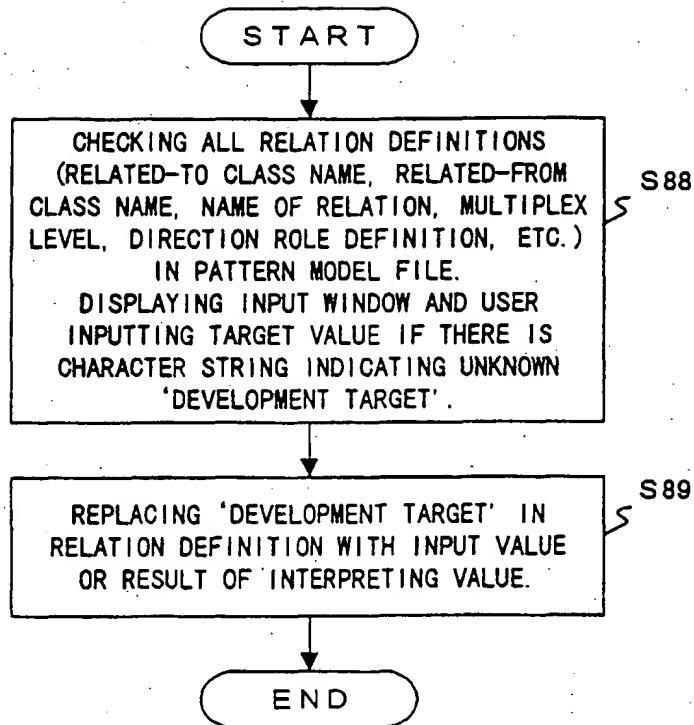 START
CHECKING ALL RELATION DEFINITIONS
(RELATED-TO CLASS NAME, RELATED-FROM
CLASS NAME, NAME OF RELATION, MULTIPLEX
LEVEL, DIRECTION ROLE DEFINITION, ETC.)
IN PATTERN MODEL FILE.
DISPLAYING INPUT WINDOW AND USER
INPUTTING TARGET VALUE IF THERE IS
CHARACTER STRING INDICATING UNKNOWN
‘DEVELOPMENT TARGET’.
S88
REPLACING ‘DEVELOPMENT TARGET’ IN
RELATION DEFINITION WITH INPUT VALUE
OR RESULT OF INTERPRETING VALUE.
S89
END